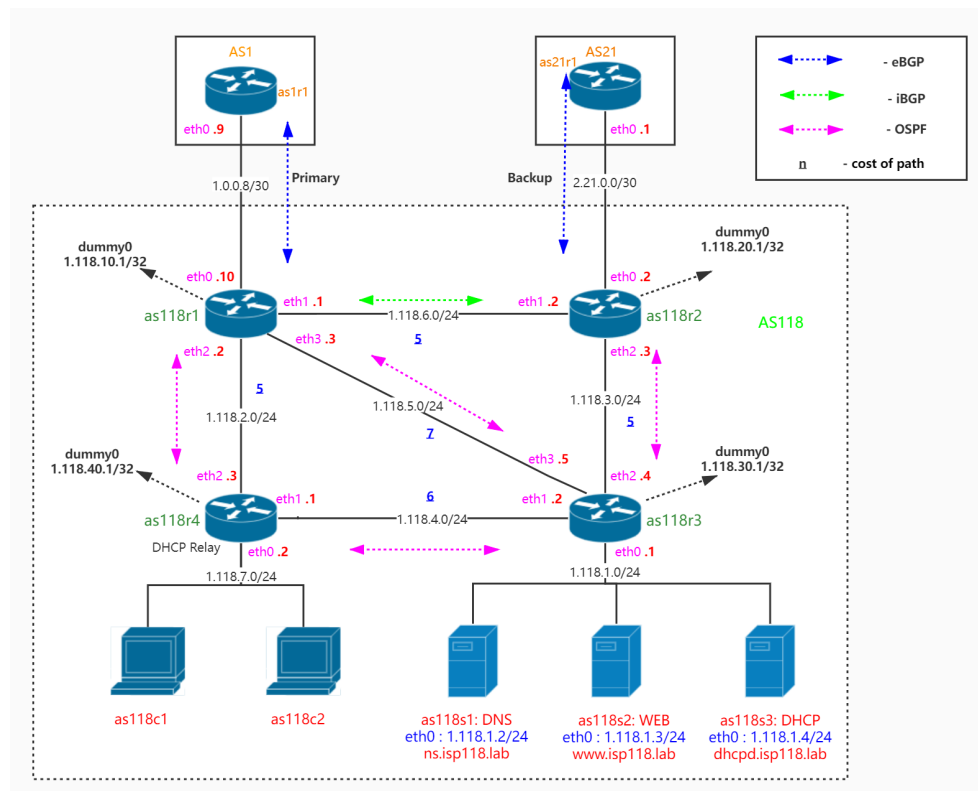 AS1
as1r1
eth0 .9
AS21
as21r1
eth0 .1
- eBGP
- iBGP
- OSPF
n - cost of path
1.0.0.8/30
Primary
Backup
2.21.0.0/30
dummy0
1.118.10.1/32
dummy0
1.118.20.1/32
eth0 .10
eth0 .2
as118r1
eth1 .1
eth1 .2
as118r2
AS118
1.118.6.0/24
5
eth2 .2
eth3 .3
eth2 .3
5
1.118.2.0/24
1.118.5.0/24
7
1.118.3.0/24
5
dummy0
1.118.40.1/32
dummy0
1.118.30.1/32
eth2 .3
eth3 .5
eth2 .4
as118r4
eth1 .1
6
eth1 .2
as118r3
1.118.4.0/24
DHCP Relay
eth0 .2
eth0 .1
1.118.7.0/24
1.118.1.0/24
as118c1
as118c2
as118s1: DNS
eth0 : 1.118.1.2/24
ns.isp118.lab
as118s2: WEB
eth0 : 1.118.1.3/24
www.isp118.lab
as118s3: DHCP
eth0 : 1.118.1.4/24
dhcpd.isp118.lab